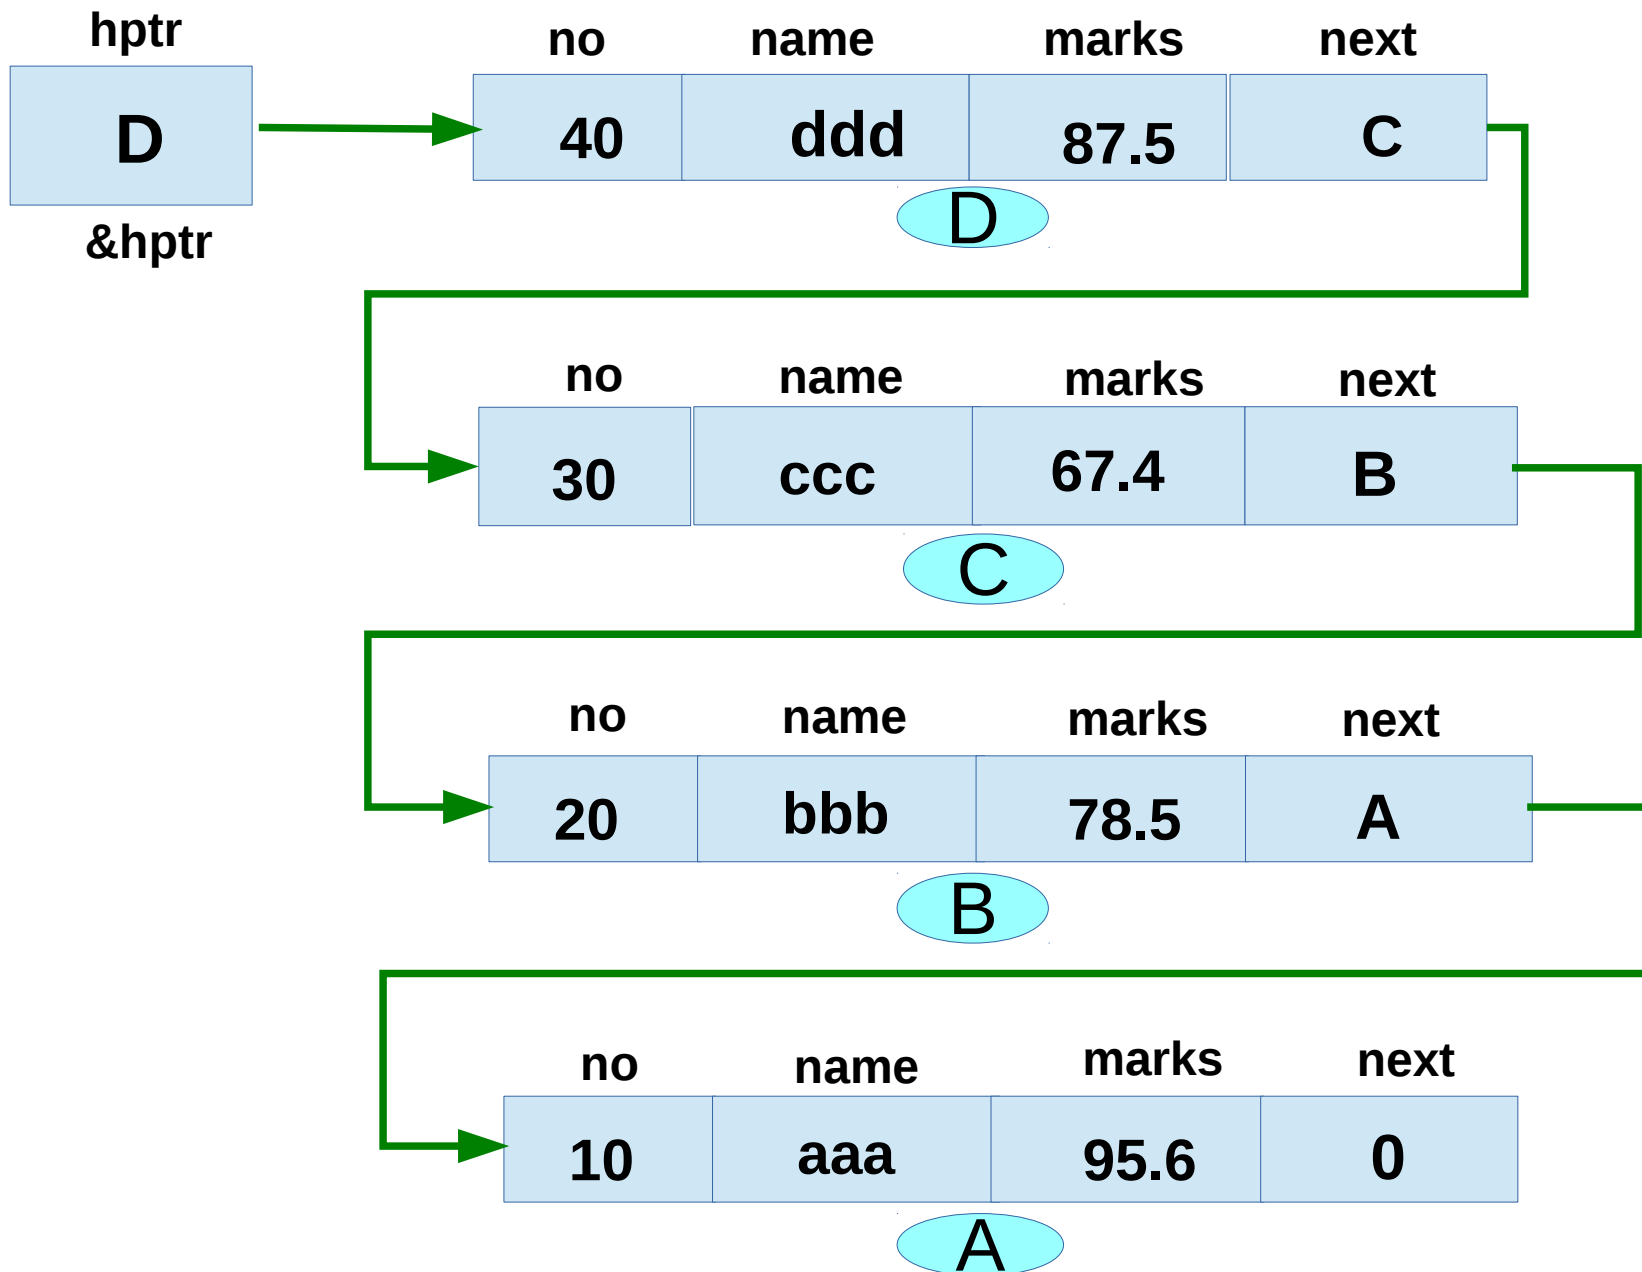 hptr
no name marks next
D 40 ddd 87.5 C
D
&hptr
no name marks next
30 ccc 67.4 B
C
no name marks next
20 bbb 78.5 A
B
no name marks next
10 aaa 95.6 0
A